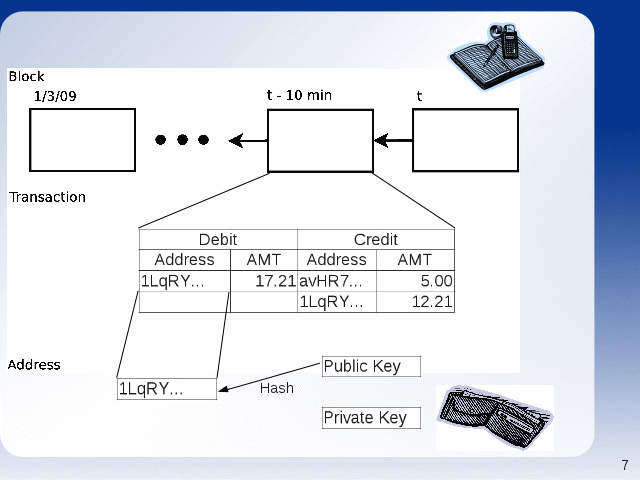 Block
1/3/09 t - 10 min t
Transaction
Debit Credit
Address AMT Address AMT
1LqRY... 17.21 avHR7... 5.00
1LqRY... 12.21
Address
Public Key
1LqRY... Hash
Private Key
7